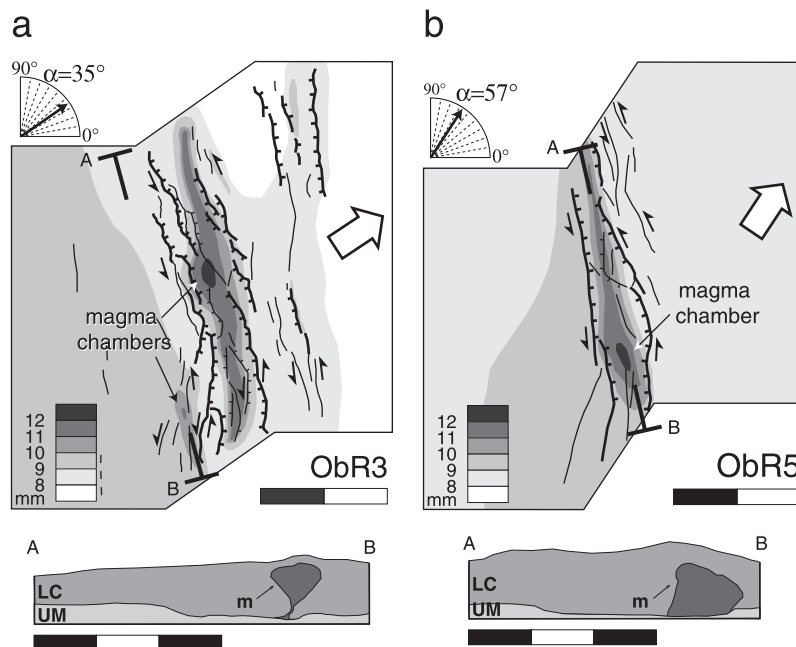 a
90°
α=35°
0°
A
magma
chambers
12
11
10
9
8
mm
B
ObR3
A
B
LC
UM
m
b
90°
α=57°
0°
A
magma
chamber
12
11
10
9
8
mm
B
ObR5
A
B
LC
UM
m